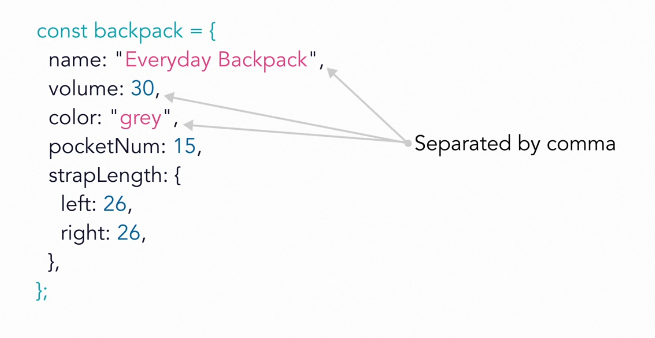 const backpack = {
name: "Everyday Backpack",
volume: 30,
color: "grey",
pocketNum: 15,
strapLength: {
left: 26,
right: 26,
},
};
Separated by comma